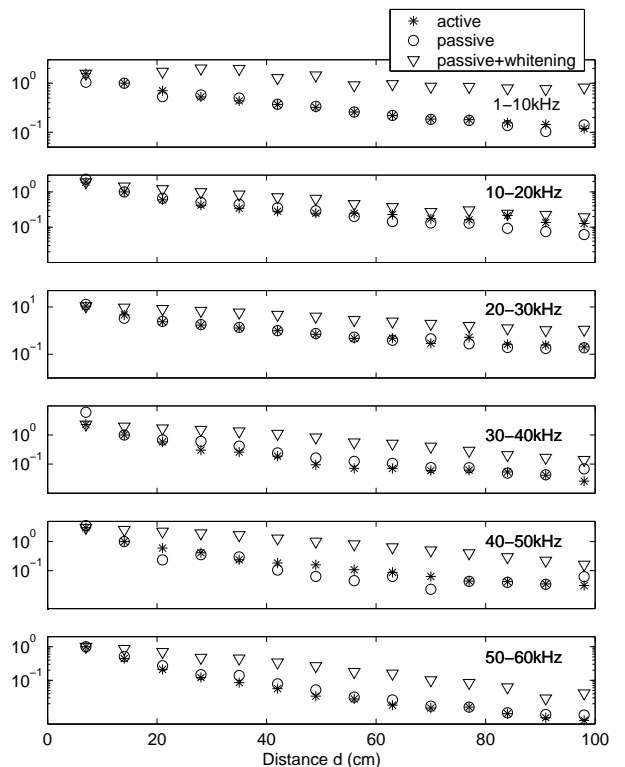 active
passive
passive+whitening
10^0
10^-1
1−10kHz
10^0
10^-1
10−20kHz
10^1
10^-1
20−30kHz
10^0
10^-1
30−40kHz
10^0
10^-1
40−50kHz
10^0
10^-1
50−60kHz
0 20 40 60 80 100
Distance d (cm)